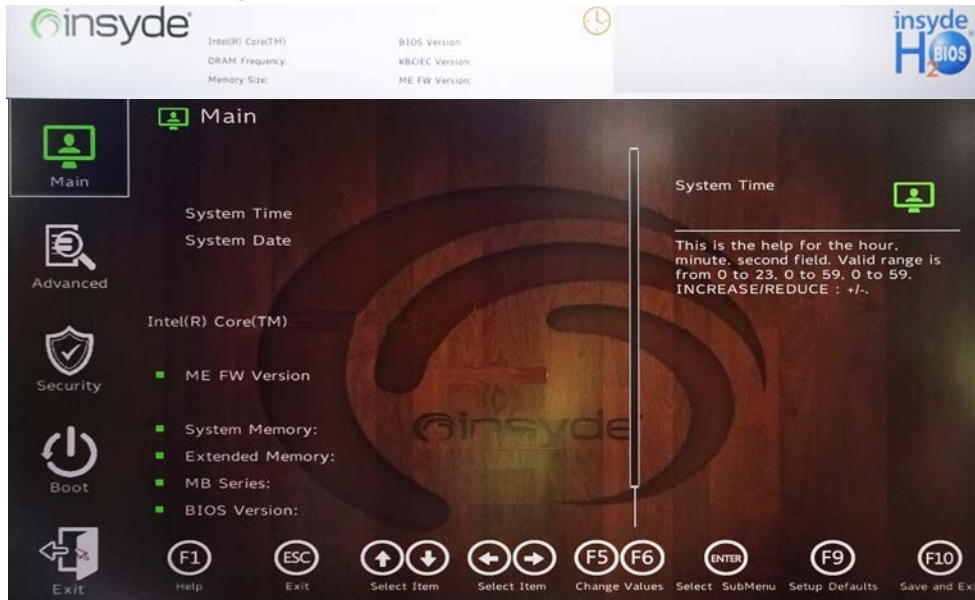 insyde
insyde
H2BIOS
Intel(R) Core(TM)
BIOS Version:
DRAM Frequency:
KBC/EC Version:
Memory Size:
ME FW Version:
Main
Main
Advanced
Security
Boot
Exit
System Time
System Date
Intel(R) Core(TM)
ME FW Version
System Memory:
Extended Memory:
MB Series:
BIOS Version:
insyde
System Time
This is the help for the hour,
minute, second field. Valid range is
from 0 to 23, 0 to 59, 0 to 59.
INCREASE/REDUCE : +/-.
F1
Help
ESC
Exit
Select Item
Select Item
F5 F6
Change Values
ENTER
Select SubMenu
F9
Setup Defaults
F10
Save and Ex